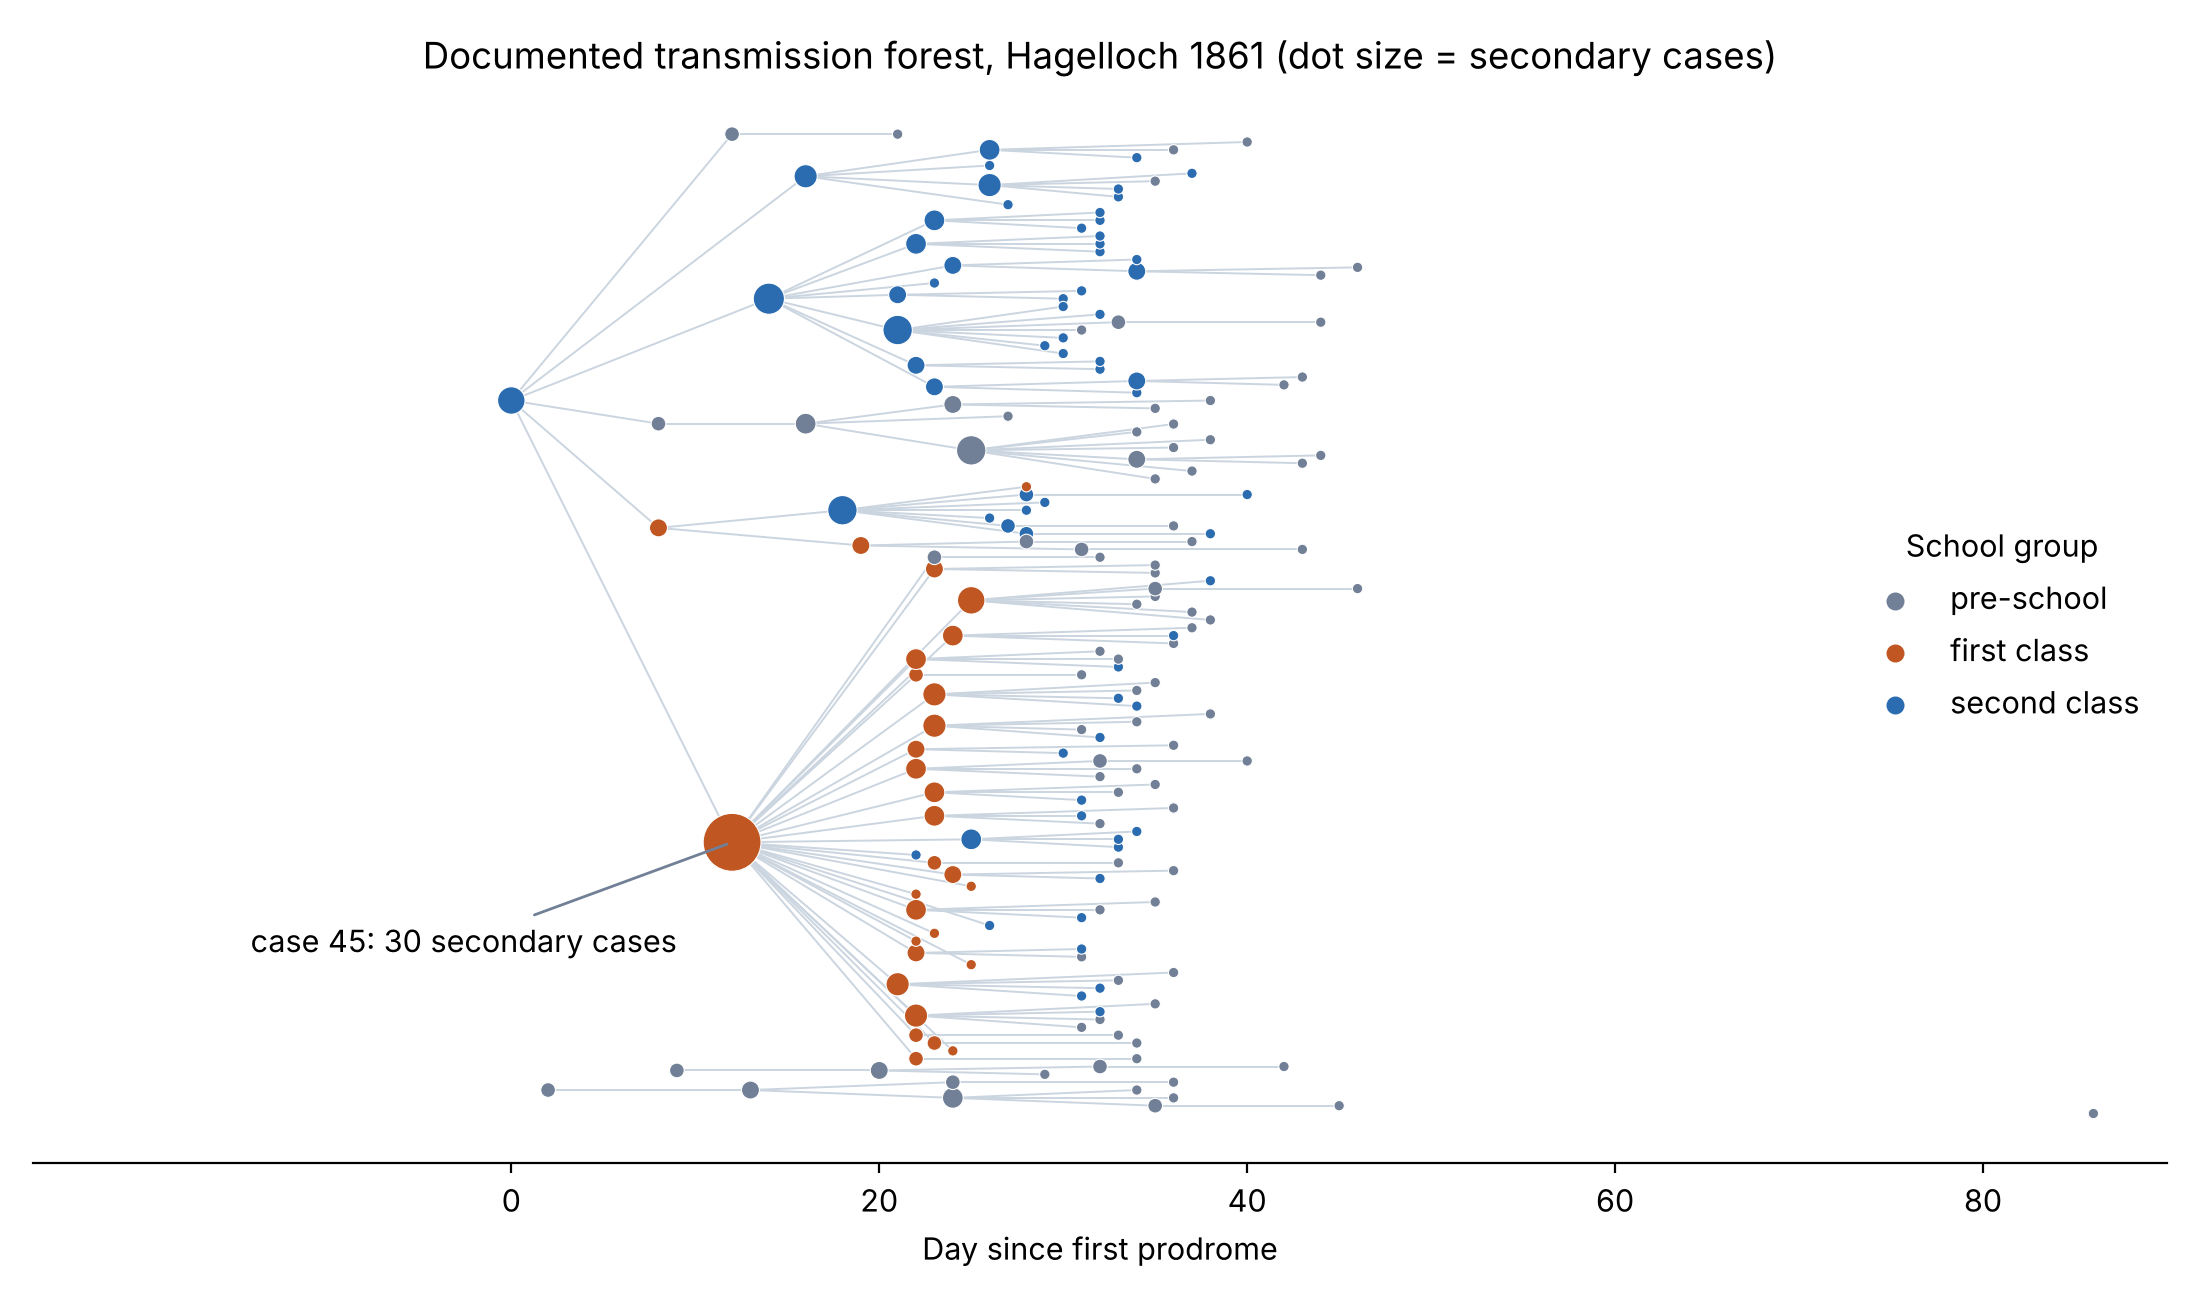 Documented transmission forest, Hagelloch 1861 (dot size = secondary cases)
School group
pre-school
first class
second class
case 45: 30 secondary cases
0 20 40 60 80
Day since first prodrome